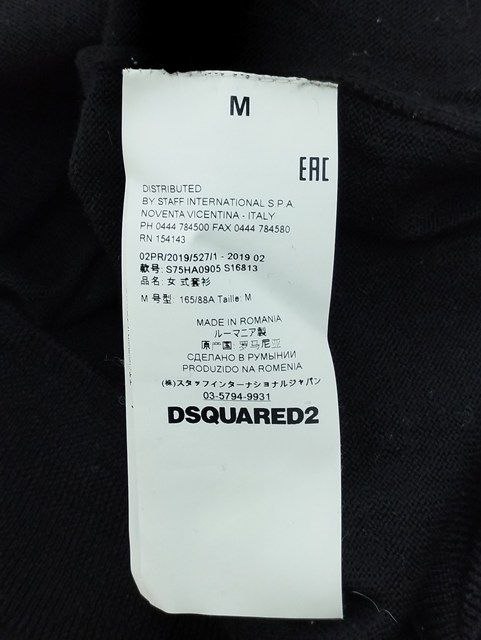 M
EAC
DISTRIBUTED
BY STAFF INTERNATIONAL S.P.A
NOVENTA VICENTINA - ITALY
PH 0444 784500 FAX 0444 784580
RN 154143
02PR/2019/527/1 - 2019 02
款号: S75HA0905 S16813
品名: 女 式套衫
M 号型: 165/88A Taille: M
MADE IN ROMANIA
ルーマニア製
原产国: 罗马尼亚
СДЕЛАНО В РУМЫНИИ
PRODUZIDO NA ROMENIA
(株)スタッフインターナショナルジャパン
03-5794-9931
DSQUARED2